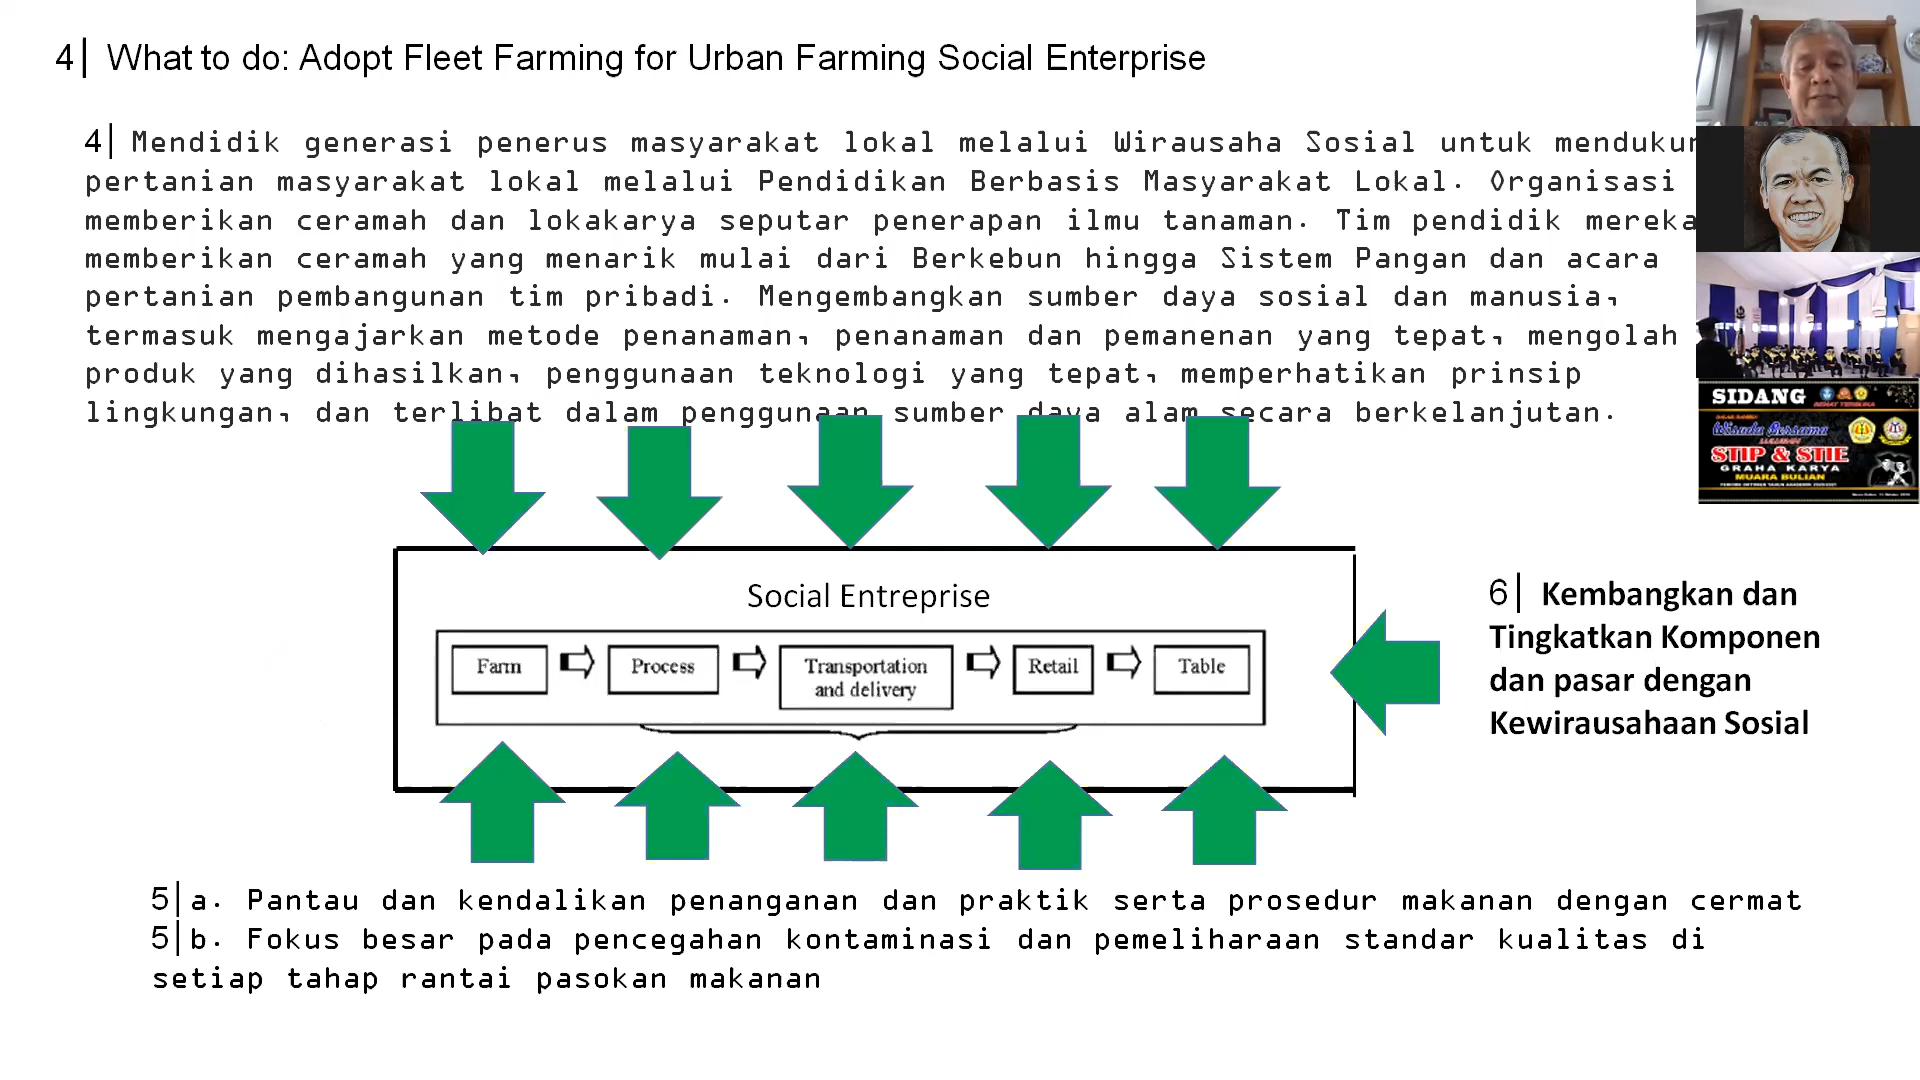 4| What to do: Adopt Fleet Farming for Urban Farming Social Enterprise
4| Mendidik generasi penerus masyarakat lokal melalui Wirausaha Sosial untuk mendukun
pertanian masyarakat lokal melalui Pendidikan Berbasis Masyarakat Lokal. Organisasi
memberikan ceramah dan lokakarya seputar penerapan ilmu tanaman. Tim pendidik mereka
memberikan ceramah yang menarik mulai dari Berkebun hingga Sistem Pangan dan acara
pertanian pembangunan tim pribadi. Mengembangkan sumber daya sosial dan manusia,
termasuk mengajarkan metode penanaman, penanaman dan pemanenan yang tepat, mengolah
produk yang dihasilkan, penggunaan teknologi yang tepat, memperhatikan prinsip
lingkungan, dan terlibat dalam penggunaan sumber daya alam secara berkelanjutan.
SIDANG
SENAT TERBUKA
Wisuda Bersama
LULUSAN
STIP & STIE
GRAHA KARYA
MUARA BULIAN
Social Entreprise
Farm
Process
Transportation
and delivery
Retail
Table
6| Kembangkan dan
Tingkatkan Komponen
dan pasar dengan
Kewirausahaan Sosial
5|a. Pantau dan kendalikan penanganan dan praktik serta prosedur makanan dengan cermat
5|b. Fokus besar pada pencegahan kontaminasi dan pemeliharaan standar kualitas di
setiap tahap rantai pasokan makanan